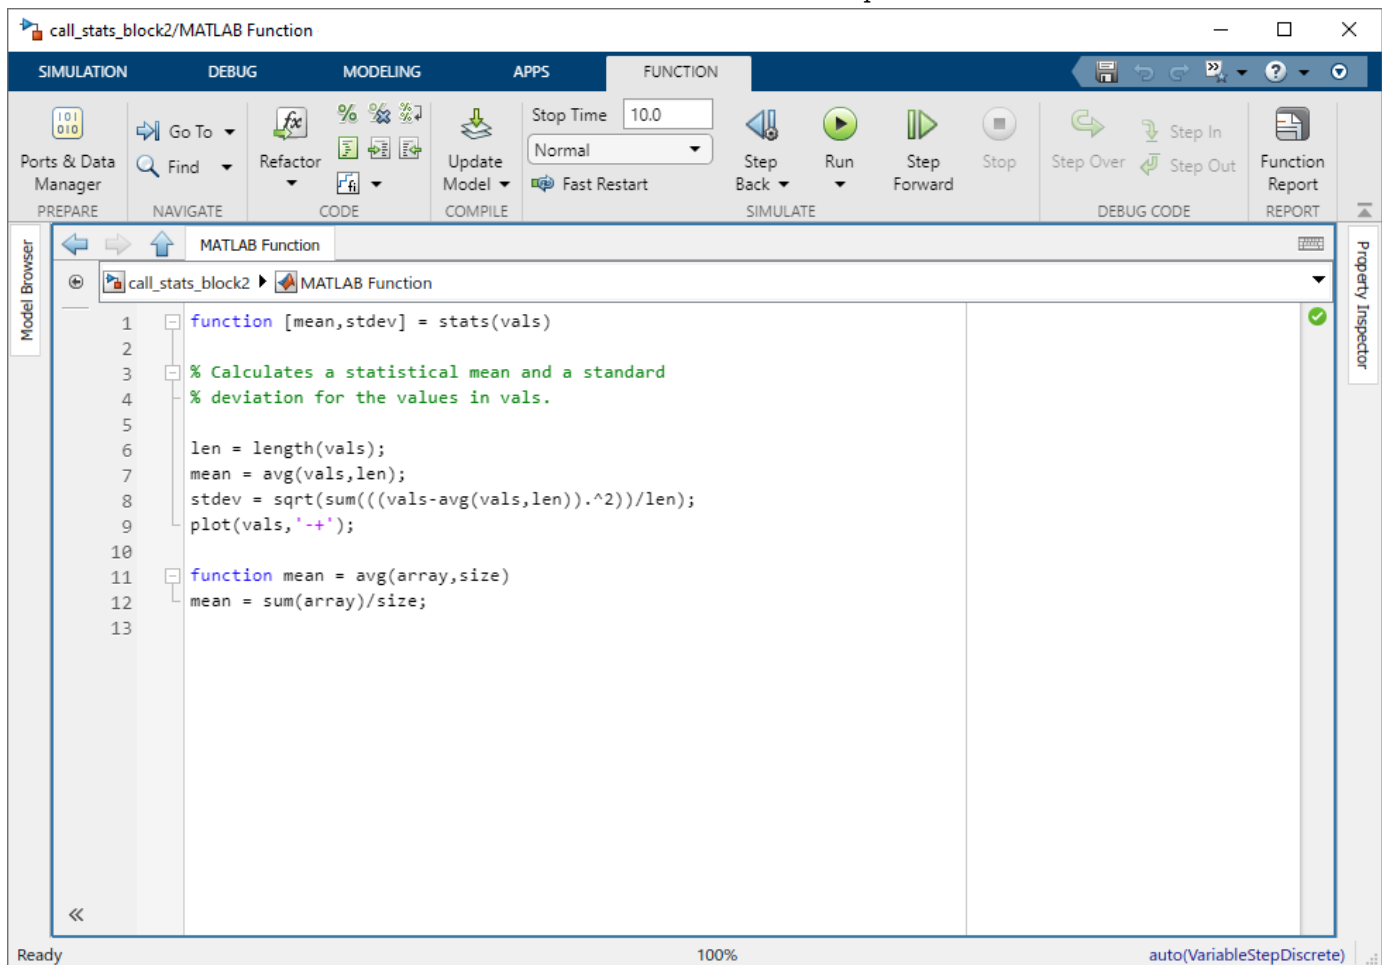 call_stats_block2/MATLAB Function
SIMULATION DEBUG MODELING APPS FUNCTION
Ports & Data Manager
Go To
Find
Refactor
Update Model
Stop Time 10.0
Normal
Fast Restart
Step Back
Run
Step Forward
Stop
Step Over
Step In
Step Out
Function Report
PREPARE NAVIGATE CODE COMPILE SIMULATE DEBUG CODE REPORT
Model Browser
MATLAB Function
Property Inspector
call_stats_block2 MATLAB Function
1 function [mean,stdev] = stats(vals)
2
3 % Calculates a statistical mean and a standard
4 % deviation for the values in vals.
5
6 len = length(vals);
7 mean = avg(vals,len);
8 stdev = sqrt(sum(((vals-avg(vals,len)).^2))/len);
9 plot(vals,'-+');
10
11 function mean = avg(array,size)
12 mean = sum(array)/size;
13
Ready 100% auto(VariableStepDiscrete)